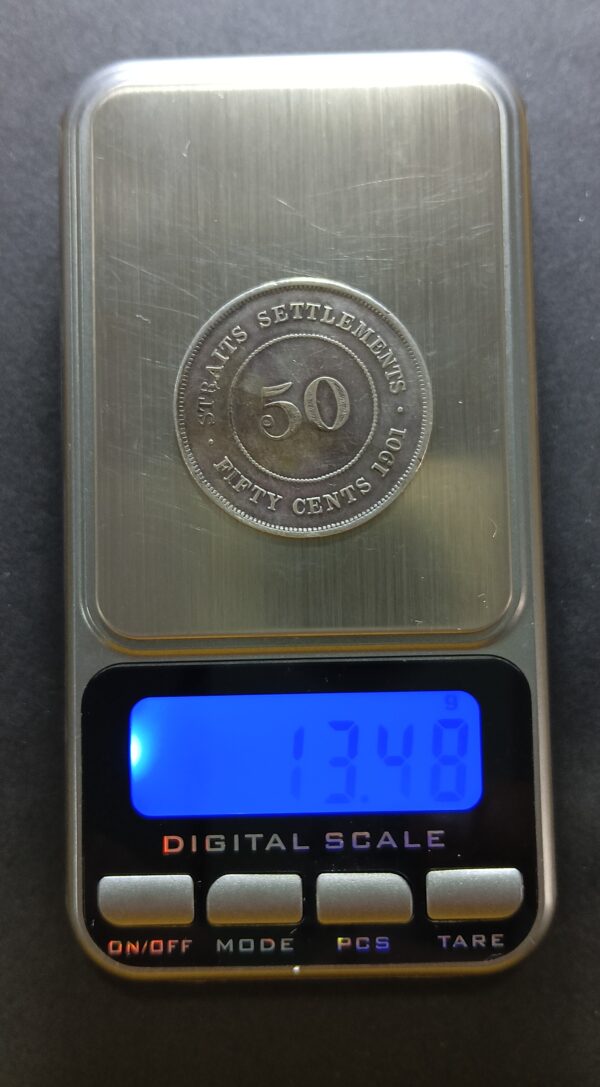 STRAITS SETTLEMENTS
50
· FIFTY CENTS 1901 ·
g
13.48
DIGITAL SCALE
ON/OFF MODE PCS TARE